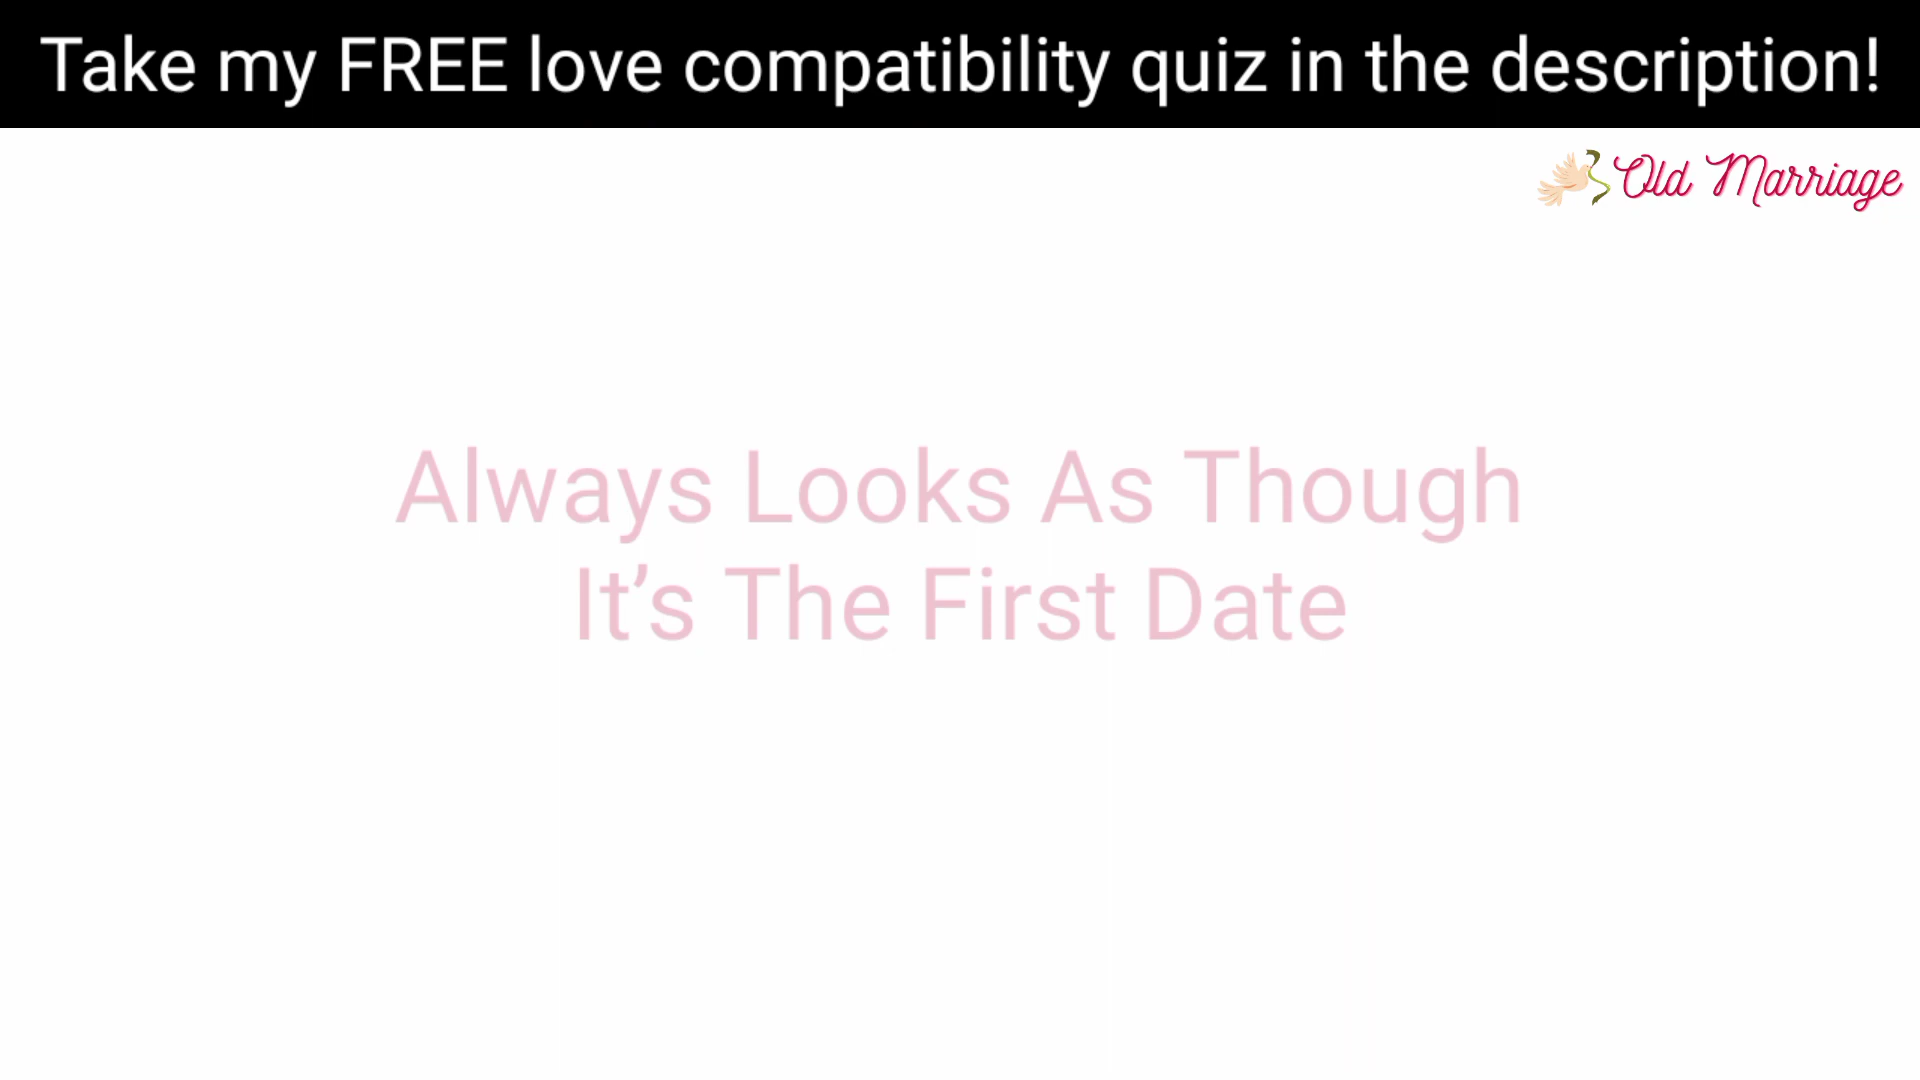 Take my FREE love compatibility quiz in the description!
Old Marriage
Always Looks As Though
It’s The First Date